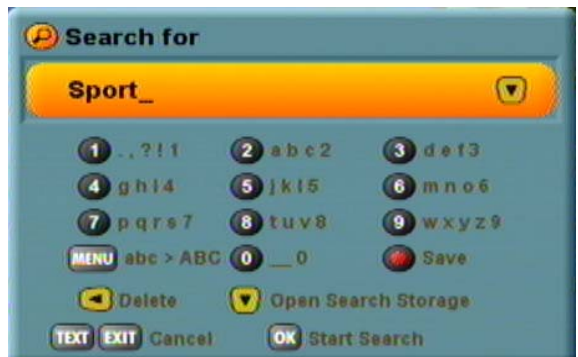 Search for
Sport_
1 . , ? ! 1 2 a b c 2 3 d e f 3
4 g h i 4 5 j k l 5 6 m n o 6
7 p q r s 7 8 t u v 8 9 w x y z 9
MENU abc > ABC 0 _ _ 0 Save
Delete Open Search Storage
TEXT EXIT Cancel OK Start Search